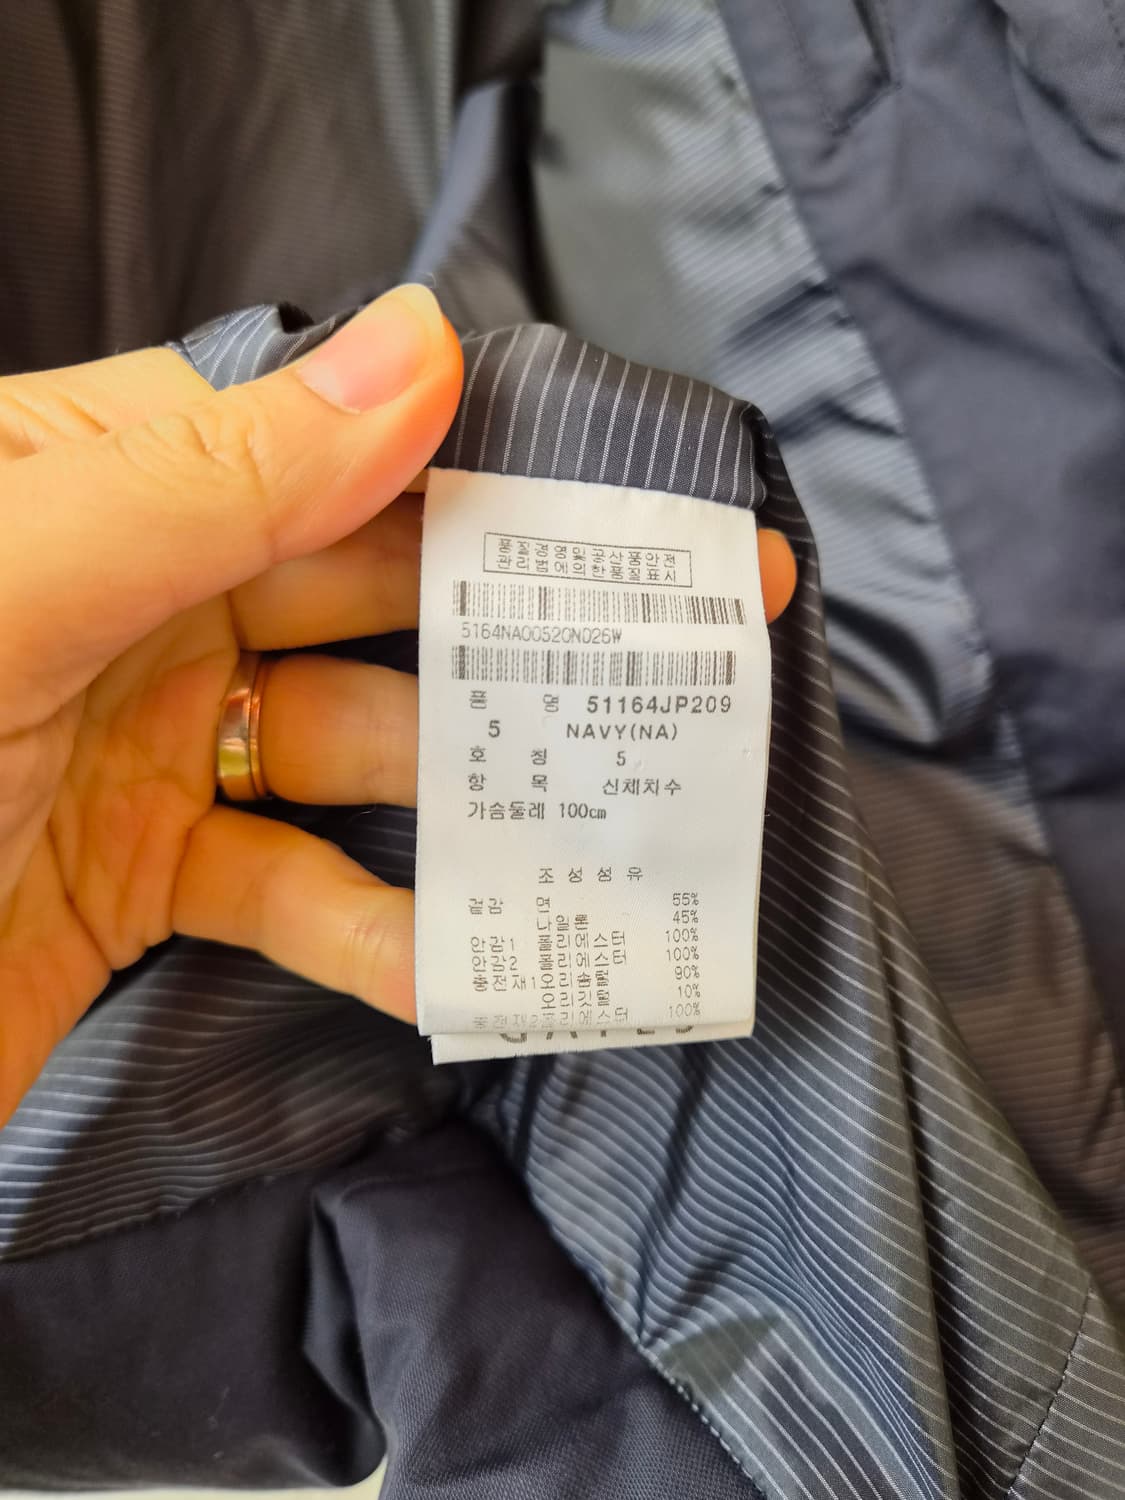 품질경영및공산품안전
관리법에의한품질표시
5164NA00520N026W
품 명 51164JP209
5 NAVY(NA)
호 칭 5
항 목 신체치수
가슴둘레 100cm
조성섬유
겉감 면 55%
나일론 45%
안감1 폴리에스터 100%
안감2 폴리에스터 100%
충전재1 오리솜털 90%
오리깃털 10%
충전재2 폴리에스터 100%